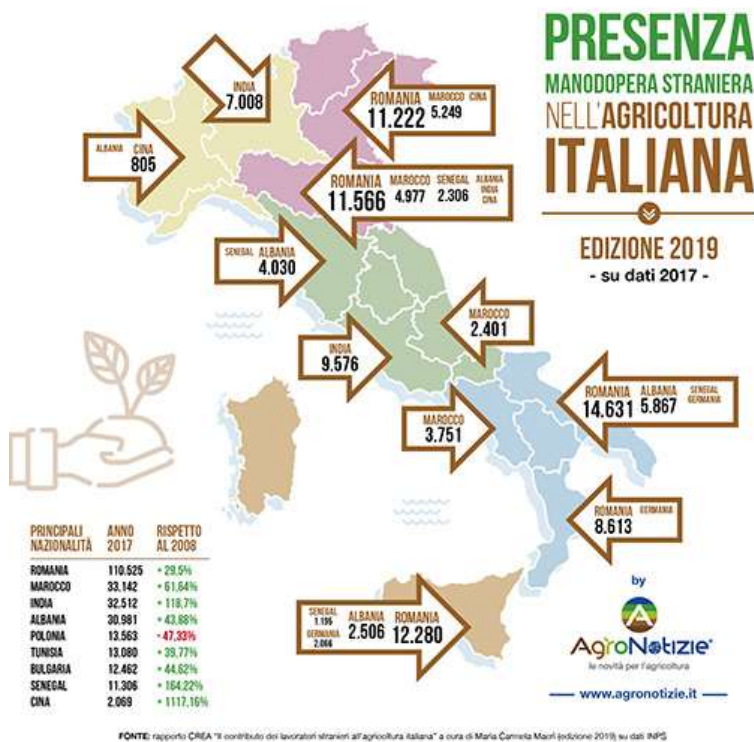 PRESENZA
MANODOPERA STRANIERA
NELL'AGRICOLTURA
ITALIANA
EDIZIONE 2019
- su dati 2017 -
INDIA
7.008
ROMANIA MAROCCO CINA
11.222 5.249
ALBANIA CINA
805
ROMANIA MAROCCO SENEGAL ALBANIA
11.566 4.977 2.306 INDIA
CINA
SENEGAL ALBANIA
4.030
MAROCCO
2.401
INDIA
9.576
ROMANIA ALBANIA SENEGAL
14.631 5.867 GERMANIA
MAROCCO
3.751
ROMANIA GERMANIA
8.613
SENEGAL ALBANIA ROMANIA
1.195
GERMANIA 2.506 12.280
2.066
PRINCIPALI NAZIONALITÀ ANNO 2017 RISPETTO AL 2008
ROMANIA 110.525 + 29,5%
MAROCCO 33.142 + 61,64%
INDIA 32.512 + 118,7%
ALBANIA 30.981 + 43,88%
POLONIA 13.563 - 47,33%
TUNISIA 13.080 + 39,77%
BULGARIA 12.462 + 44,62%
SENEGAL 11.306 + 164,22%
CINA 2.069 + 1117,16%
by
AgroNotizie
le novità per l'agricoltura
www.agronotizie.it
FONTE: rapporto CREA "Il contributo dei lavoratori stranieri all'agricoltura italiana" a cura di Maria Carmela Macrì (edizione 2019) su dati INPS